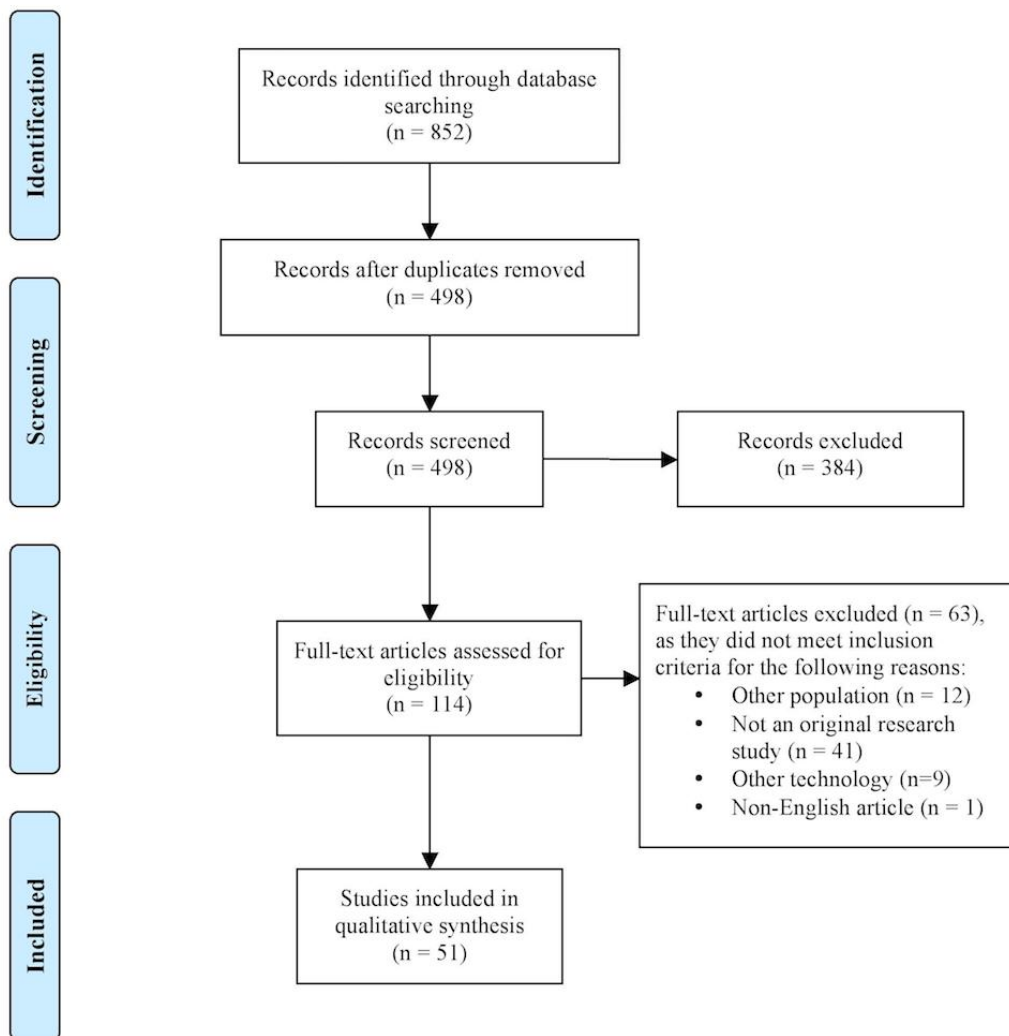 Identification
Records identified through database
searching
(n = 852)
Records after duplicates removed
(n = 498)
Screening
Records screened
(n = 498)
Records excluded
(n = 384)
Eligibility
Full-text articles assessed for
eligibility
(n = 114)
Full-text articles excluded (n = 63),
as they did not meet inclusion
criteria for the following reasons:
• Other population (n = 12)
• Not an original research
study (n = 41)
• Other technology (n=9)
• Non-English article (n = 1)
Included
Studies included in
qualitative synthesis
(n = 51)